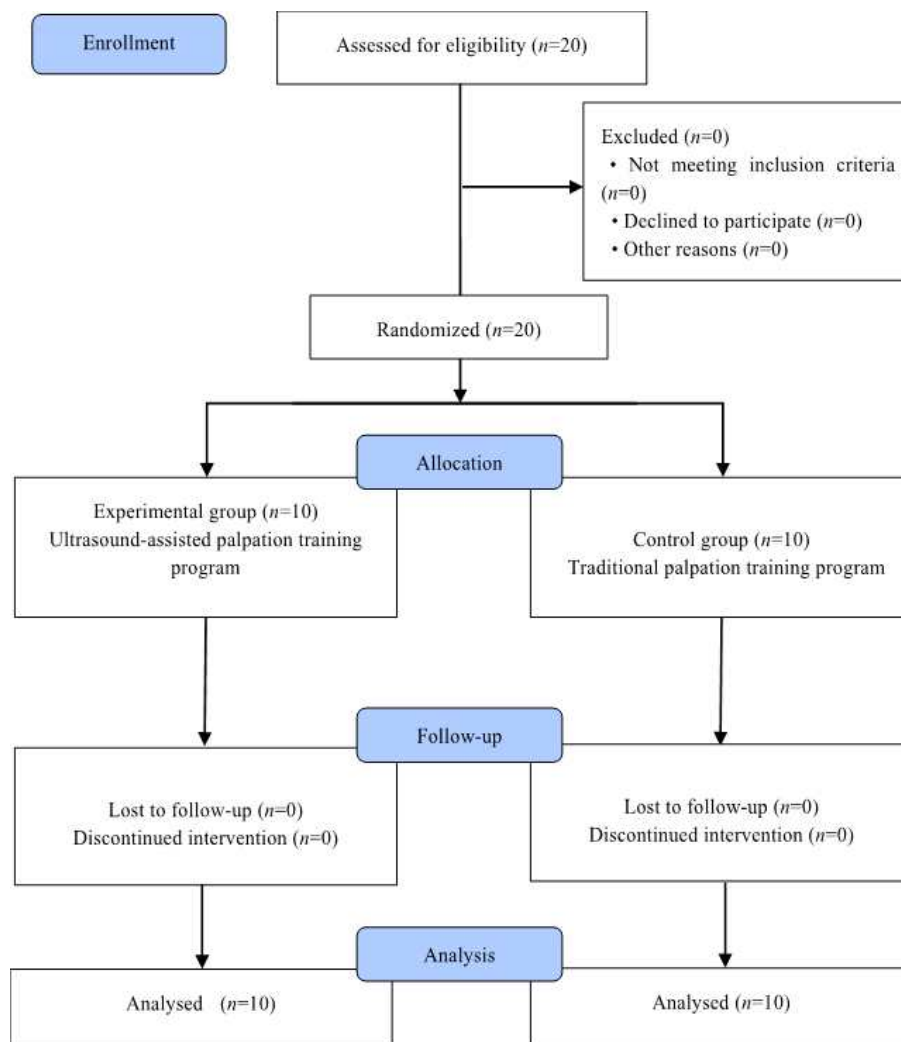 Enrollment
Assessed for eligibility (n=20)
Excluded (n=0)
• Not meeting inclusion criteria
(n=0)
• Declined to participate (n=0)
• Other reasons (n=0)
Randomized (n=20)
Allocation
Experimental group (n=10)
Ultrasound-assisted palpation training
program
Control group (n=10)
Traditional palpation training program
Follow-up
Lost to follow-up (n=0)
Discontinued intervention (n=0)
Lost to follow-up (n=0)
Discontinued intervention (n=0)
Analysis
Analysed (n=10)
Analysed (n=10)